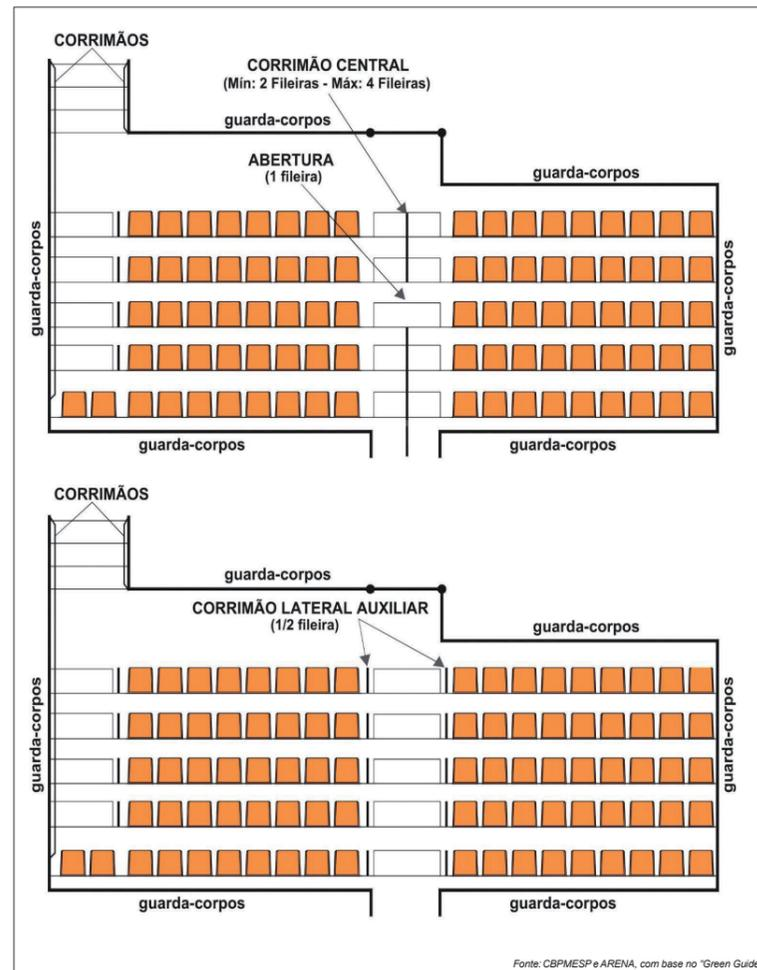 CORRIMÃOS
CORRIMÃO CENTRAL
(Mín: 2 Fileiras - Máx: 4 Fileiras)
guarda-corpos
ABERTURA
(1 fileira)
guarda-corpos
guarda-corpos
guarda-corpos
guarda-corpos
guarda-corpos
CORRIMÃOS
guarda-corpos
CORRIMÃO LATERAL AUXILIAR
(1/2 fileira)
guarda-corpos
guarda-corpos
guarda-corpos
guarda-corpos
guarda-corpos
Fonte: CBPMESP e ARENA, com base no "Green Guide